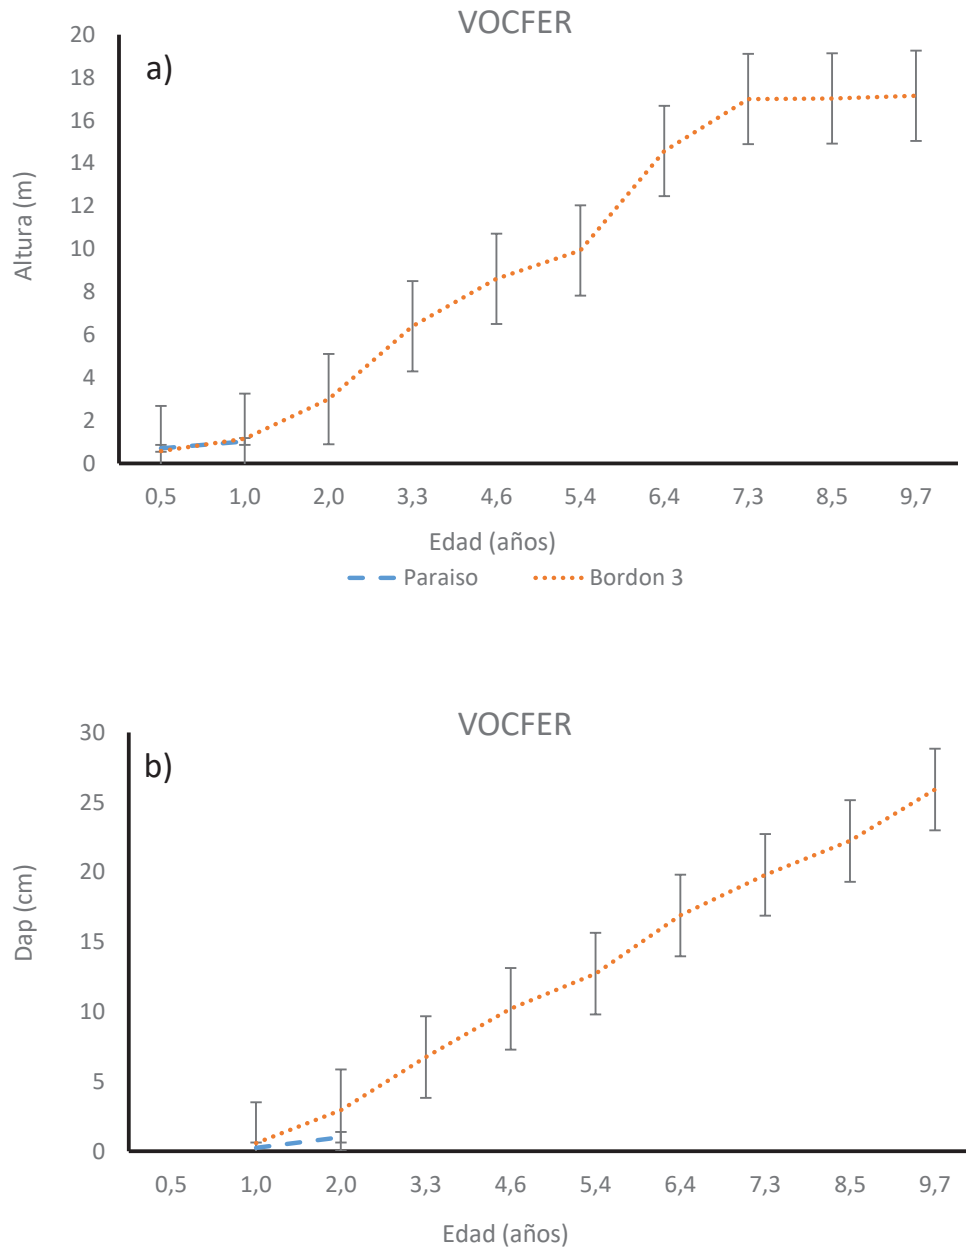 VOCFER
a)
20
18
16
14
12
10
8
6
4
2
0
Altura (m)
0,5 1,0 2,0 3,3 4,6 5,4 6,4 7,3 8,5 9,7
Edad (años)
Paraiso Bordon 3
VOCFER
b)
30
25
20
15
10
5
0
Dap (cm)
0,5 1,0 2,0 3,3 4,6 5,4 6,4 7,3 8,5 9,7
Edad (años)